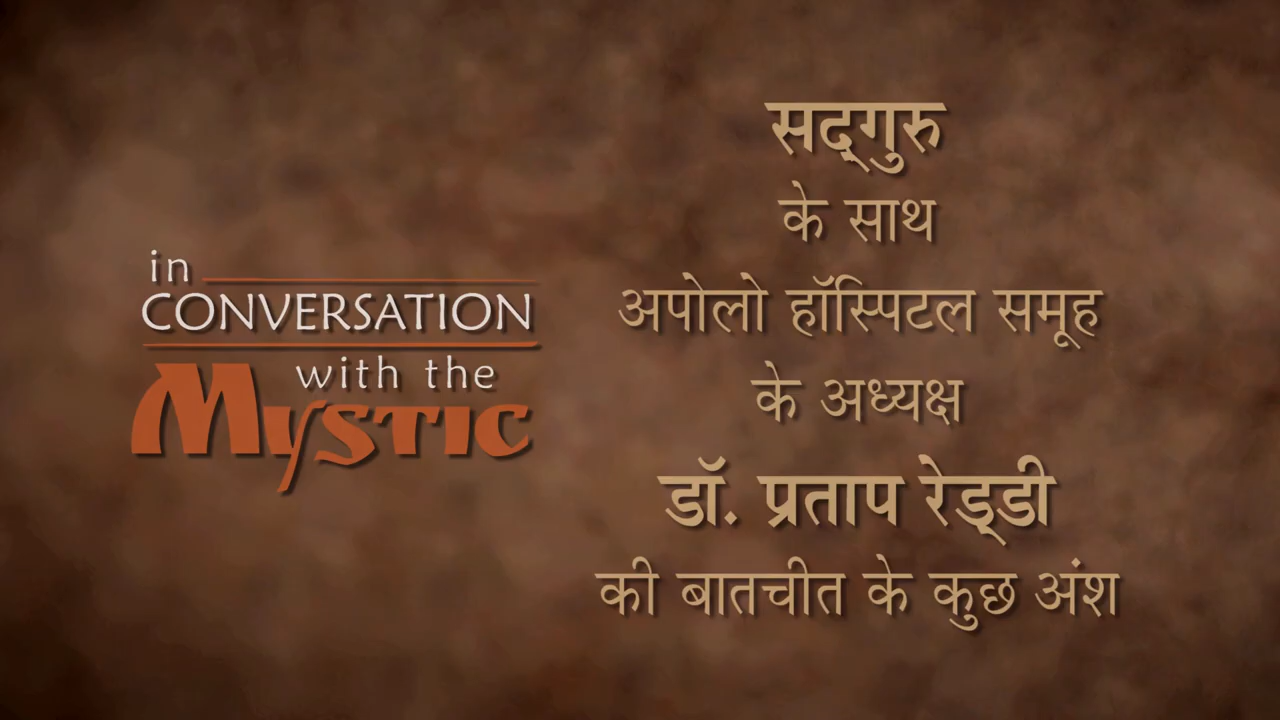 in
CONVERSATION
with the
Mystic
सद्‌गुरु
के साथ
अपोलो हॉस्पिटल समूह
के अध्यक्ष
डॉ. प्रताप रेड्‌डी
की बातचीत के कुछ अंश